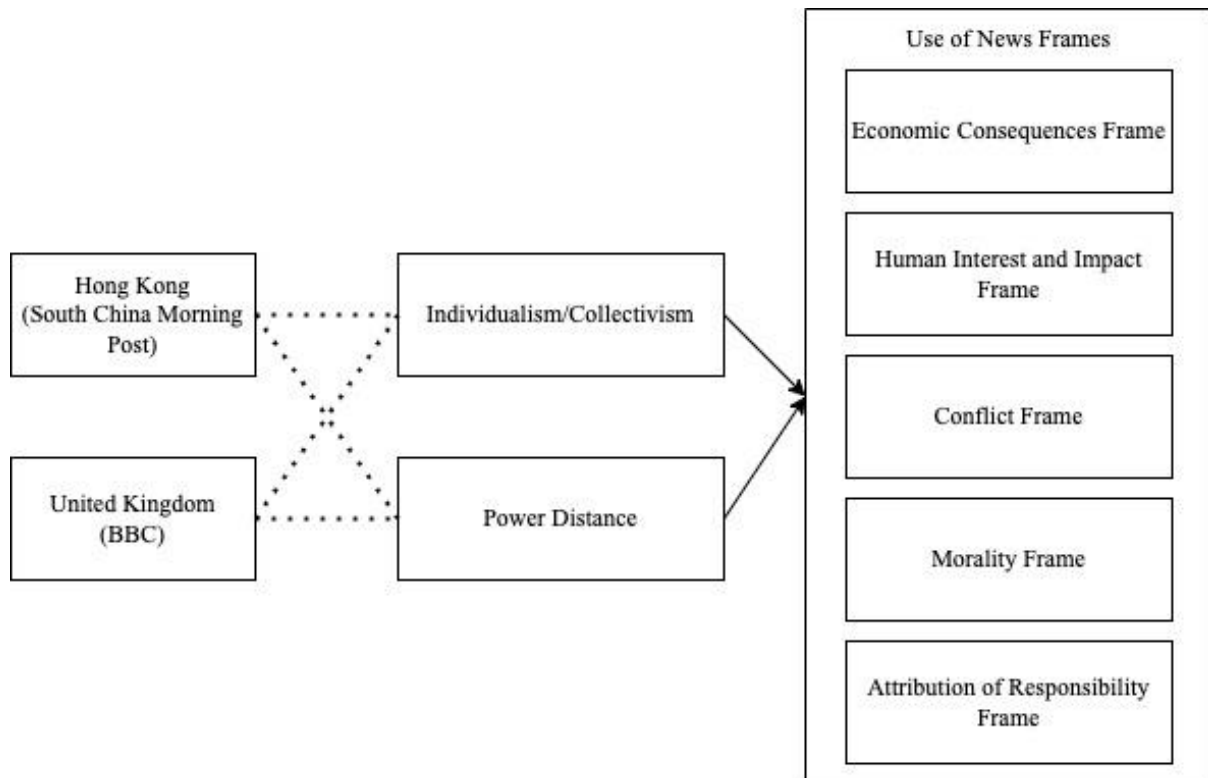 Use of News Frames
Economic Consequences Frame
Human Interest and Impact
Frame
Hong Kong
(South China Morning
Post)
Individualism/Collectivism
Conflict Frame
United Kingdom
(BBC)
Power Distance
Morality Frame
Attribution of Responsibility
Frame